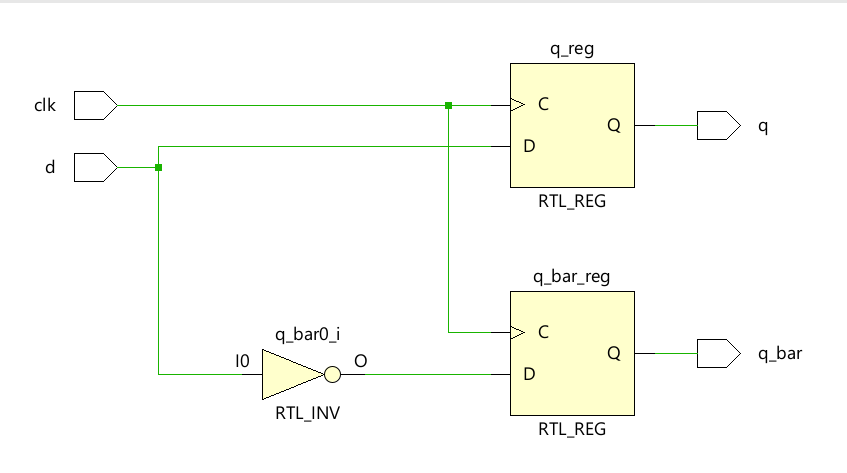 q_reg
clk
C
Q
q
D
d
RTL_REG
q_bar_reg
C
q_bar0_i
Q
q_bar
I0
O
D
RTL_INV
RTL_REG